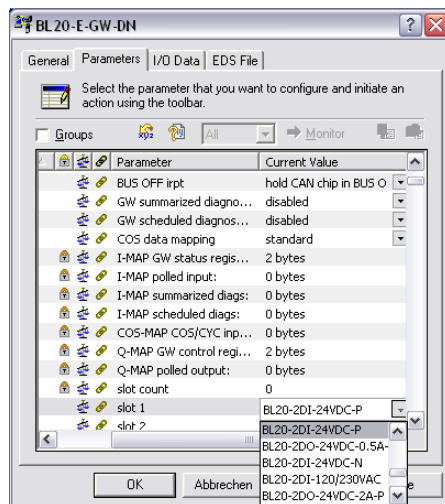 BL20-E-GW-DN
General Parameters I/O Data EDS File
Select the parameter that you want to configure and initiate an
action using the toolbar.
Groups All Monitor
Parameter Current Value
BUS OFF irpt hold CAN chip in BUS O
GW summarized diagno... disabled
GW scheduled diagnos... disabled
COS data mapping standard
I-MAP GW status regis... 2 bytes
I-MAP polled input: 0 bytes
I-MAP summarized diags: 0 bytes
I-MAP scheduled diags: 0 bytes
COS-MAP COS/CYC inp... 0 bytes
Q-MAP GW control regi... 2 bytes
Q-MAP polled output: 0 bytes
slot count 0
slot 1 BL20-2DI-24VDC-P
slot 2 BL20-2DI-24VDC-P
BL20-2DO-24VDC-0.5A-
BL20-2DI-24VDC-N
BL20-2DI-120/230VAC
BL20-2DO-24VDC-2A-P
OK Abbrechen e